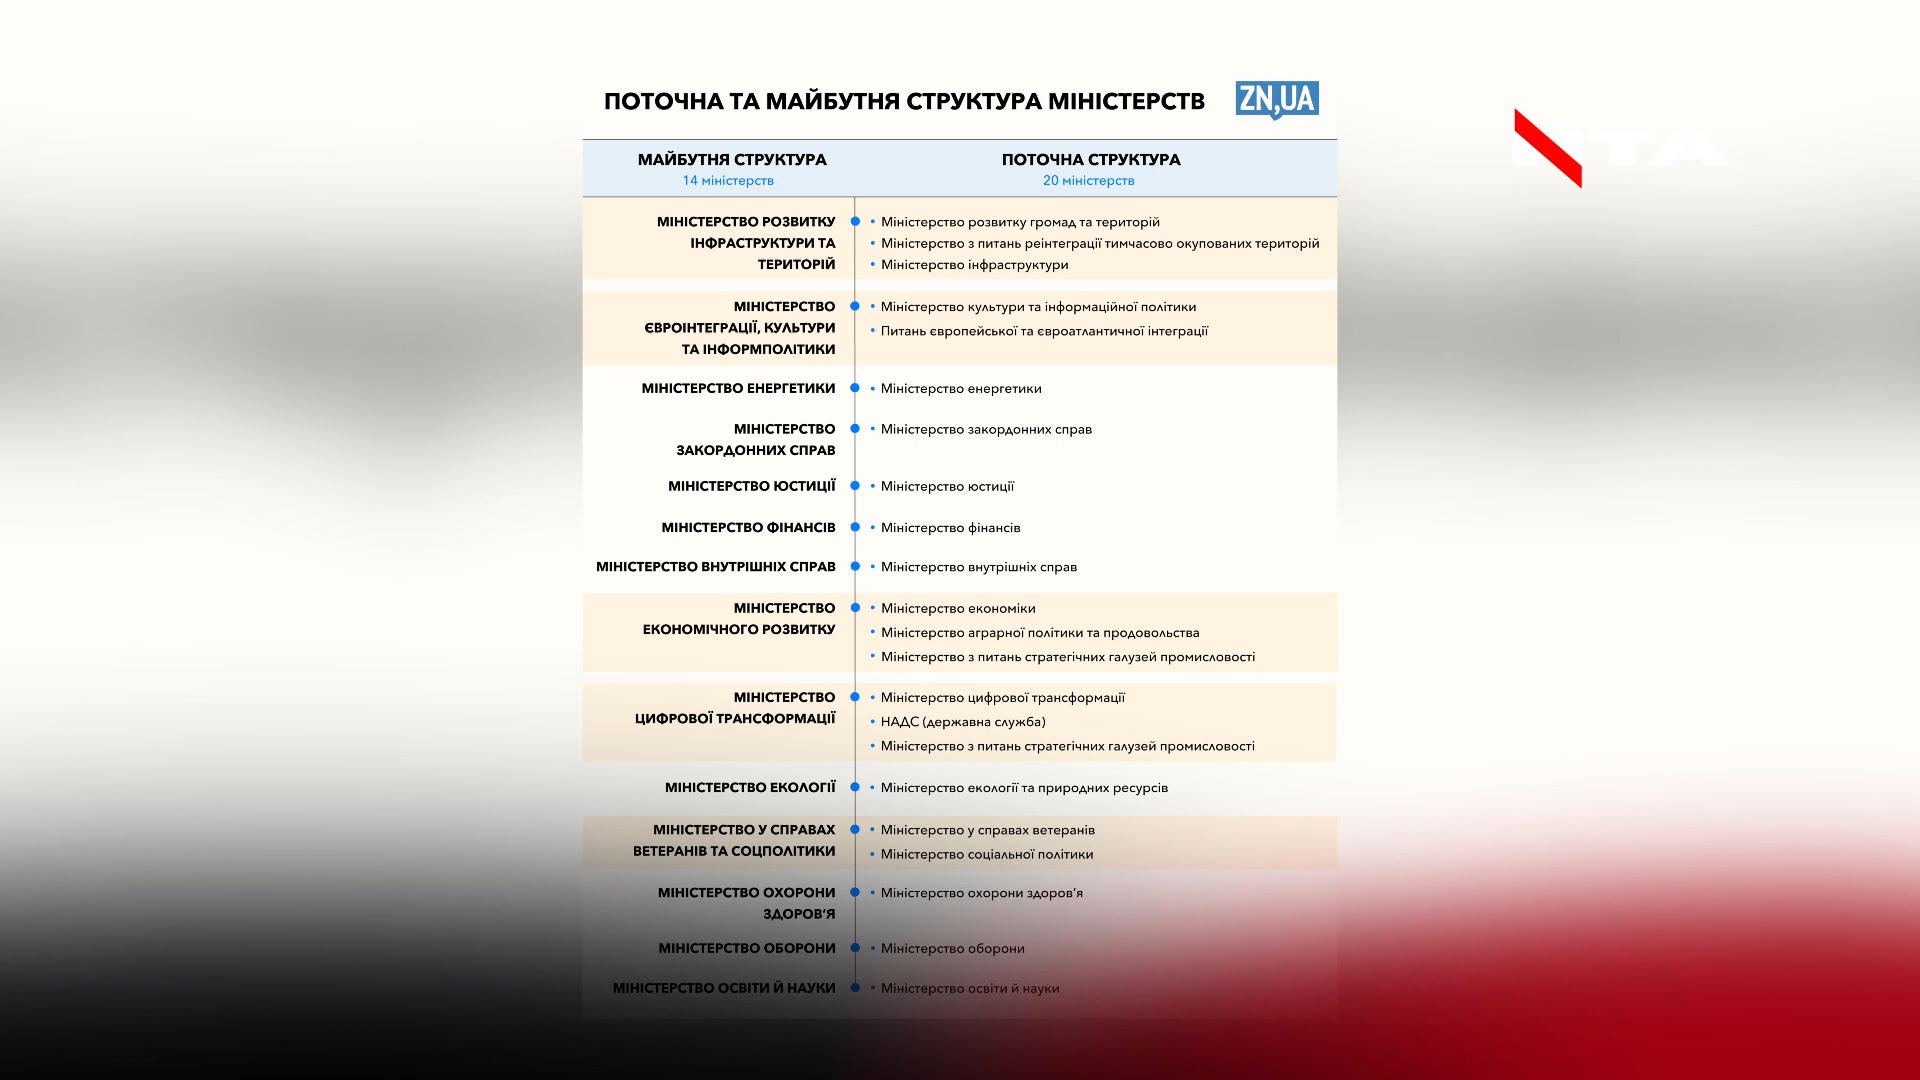 ПОТОЧНА ТА МАЙБУТНЯ СТРУКТУРА МІНІСТЕРСТВ
ZN,UA
NTA
МАЙБУТНЯ СТРУКТУРА
14 міністерств
ПОТОЧНА СТРУКТУРА
20 міністерств
МІНІСТЕРСТВО РОЗВИТКУ
ІНФРАСТРУКТУРИ ТА
ТЕРИТОРІЙ
• Міністерство розвитку громад та територій
• Міністерство з питань реінтеграції тимчасово окупованих територій
• Міністерство інфраструктури
МІНІСТЕРСТВО
ЄВРОІНТЕГРАЦІЇ, КУЛЬТУРИ
ТА ІНФОРМПОЛІТИКИ
• Міністерство культури та інформаційної політики
• Питань європейської та євроатлантичної інтеграції
МІНІСТЕРСТВО ЕНЕРГЕТИКИ
• Міністерство енергетики
МІНІСТЕРСТВО
ЗАКОРДОННИХ СПРАВ
• Міністерство закордонних справ
МІНІСТЕРСТВО ЮСТИЦІЇ
• Міністерство юстиції
МІНІСТЕРСТВО ФІНАНСІВ
• Міністерство фінансів
МІНІСТЕРСТВО ВНУТРІШНІХ СПРАВ
• Міністерство внутрішніх справ
МІНІСТЕРСТВО
ЕКОНОМІЧНОГО РОЗВИТКУ
• Міністерство економіки
• Міністерство аграрної політики та продовольства
• Міністерство з питань стратегічних галузей промисловості
МІНІСТЕРСТВО
ЦИФРОВОЇ ТРАНСФОРМАЦІЇ
• Міністерство цифрової трансформації
• НАДС (державна служба)
• Міністерство з питань стратегічних галузей промисловості
МІНІСТЕРСТВО ЕКОЛОГІЇ
• Міністерство екології та природних ресурсів
МІНІСТЕРСТВО У СПРАВАХ
ВЕТЕРАНІВ ТА СОЦПОЛІТИКИ
• Міністерство у справах ветеранів
• Міністерство соціальної політики
МІНІСТЕРСТВО ОХОРОНИ
ЗДОРОВ'Я
• Міністерство охорони здоров'я
МІНІСТЕРСТВО ОБОРОНИ
• Міністерство оборони
МІНІСТЕРСТВО ОСВІТИ Й НАУКИ
• Міністерство освіти й науки